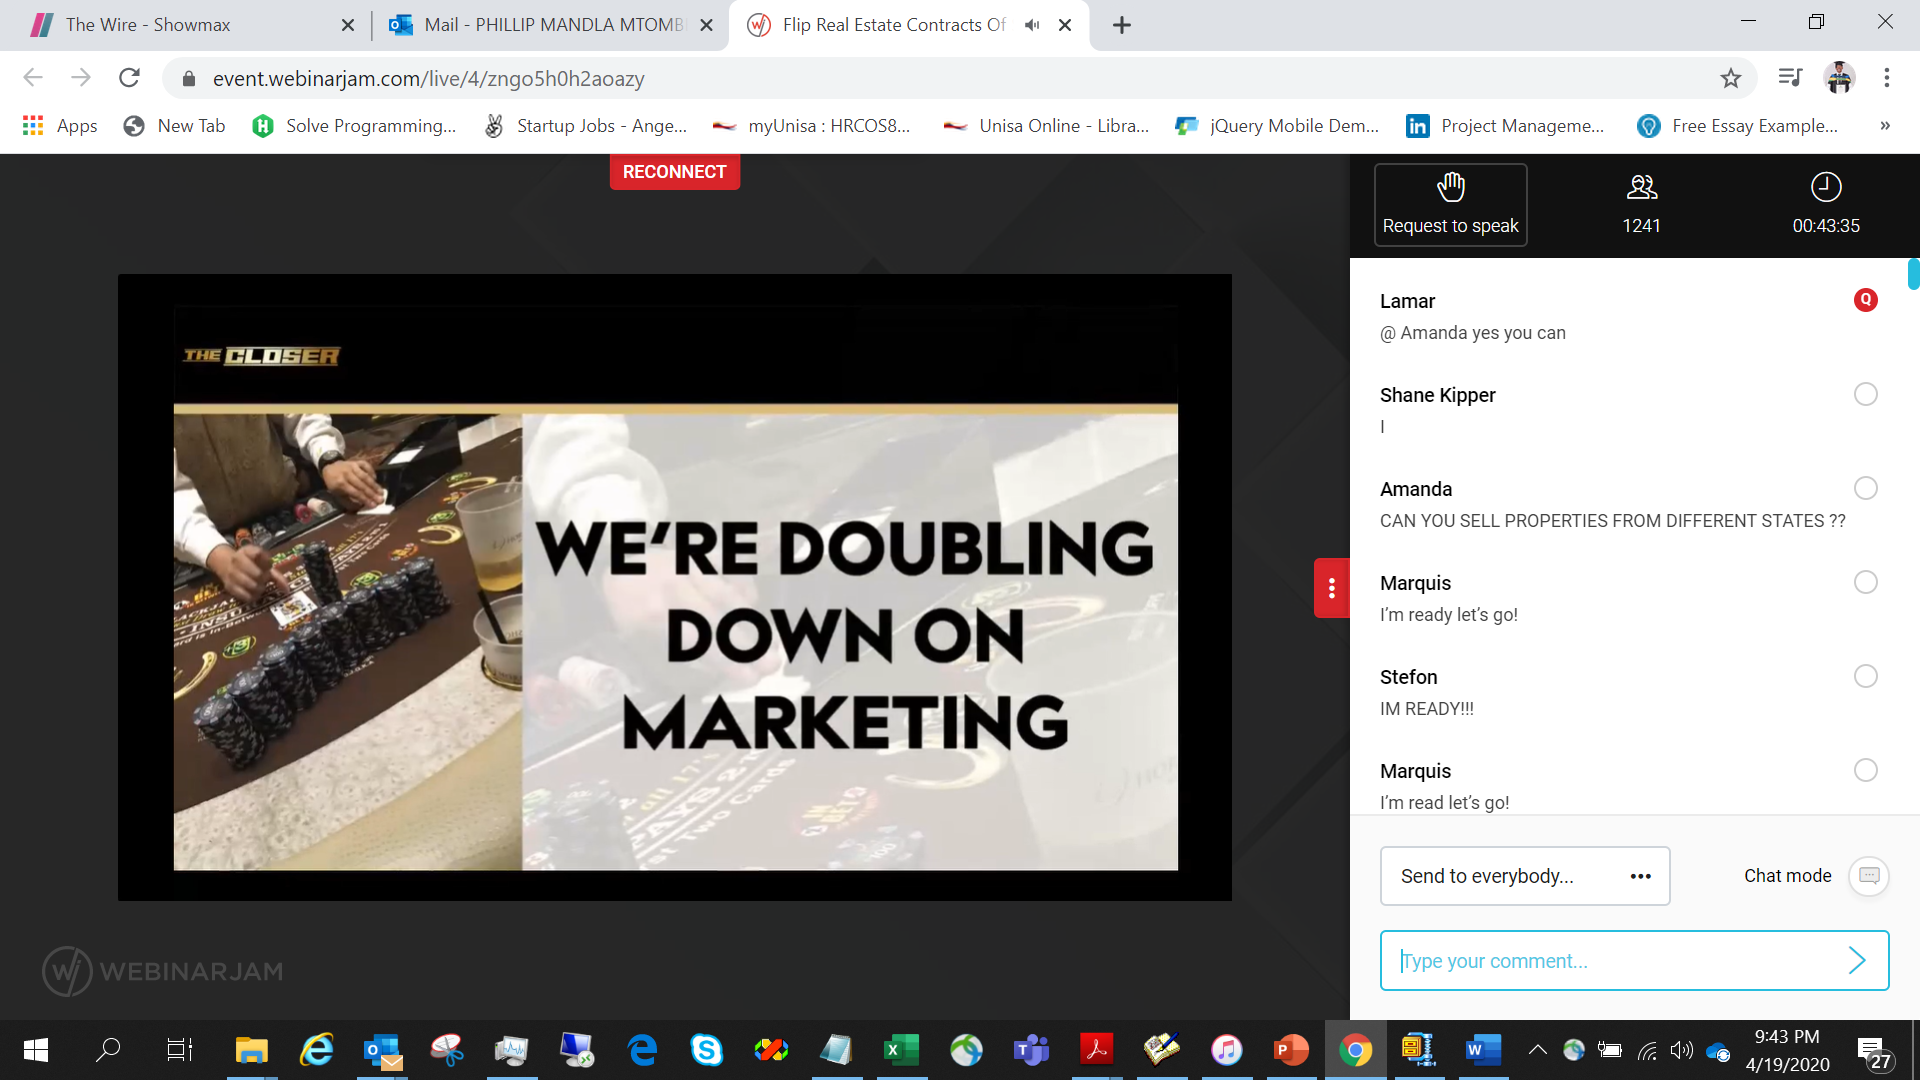 The Wire - Showmax
Mail - PHILLIP MANDLA MTOMB
Flip Real Estate Contracts Of
event.webinarjam.com/live/4/zngo5h0h2aoazy
Apps
New Tab
Solve Programming...
Startup Jobs - Ange...
myUnisa : HRCOS8...
Unisa Online - Libra...
jQuery Mobile Dem...
Project Manageme...
Free Essay Example...
»
RECONNECT
Request to speak
1241
00:43:35
THE CLOSER
WE'RE DOUBLING
DOWN ON
MARKETING
Lamar
Q
@ Amanda yes you can
Shane Kipper
I
Amanda
CAN YOU SELL PROPERTIES FROM DIFFERENT STATES ??
Marquis
I'm ready let's go!
Stefon
IM READY!!!
Marquis
I'm read let's go!
Send to everybody...
Chat mode
Type your comment...
WEBINARJAM
9:43 PM
4/19/2020
27